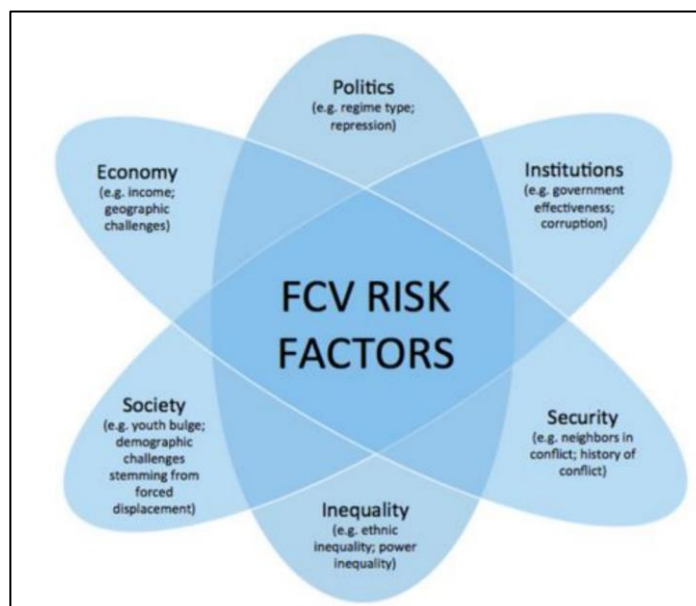 Politics
(e.g. regime type;
repression)
Economy
(e.g. income;
geographic
challenges)
Institutions
(e.g. government
effectiveness;
corruption)
FCV RISK
FACTORS
Society
(e.g. youth bulge;
demographic
challenges
stemming from
forced
displacement)
Security
(e.g. neighbors in
conflict; history of
conflict)
Inequality
(e.g. ethnic
inequality; power
inequality)